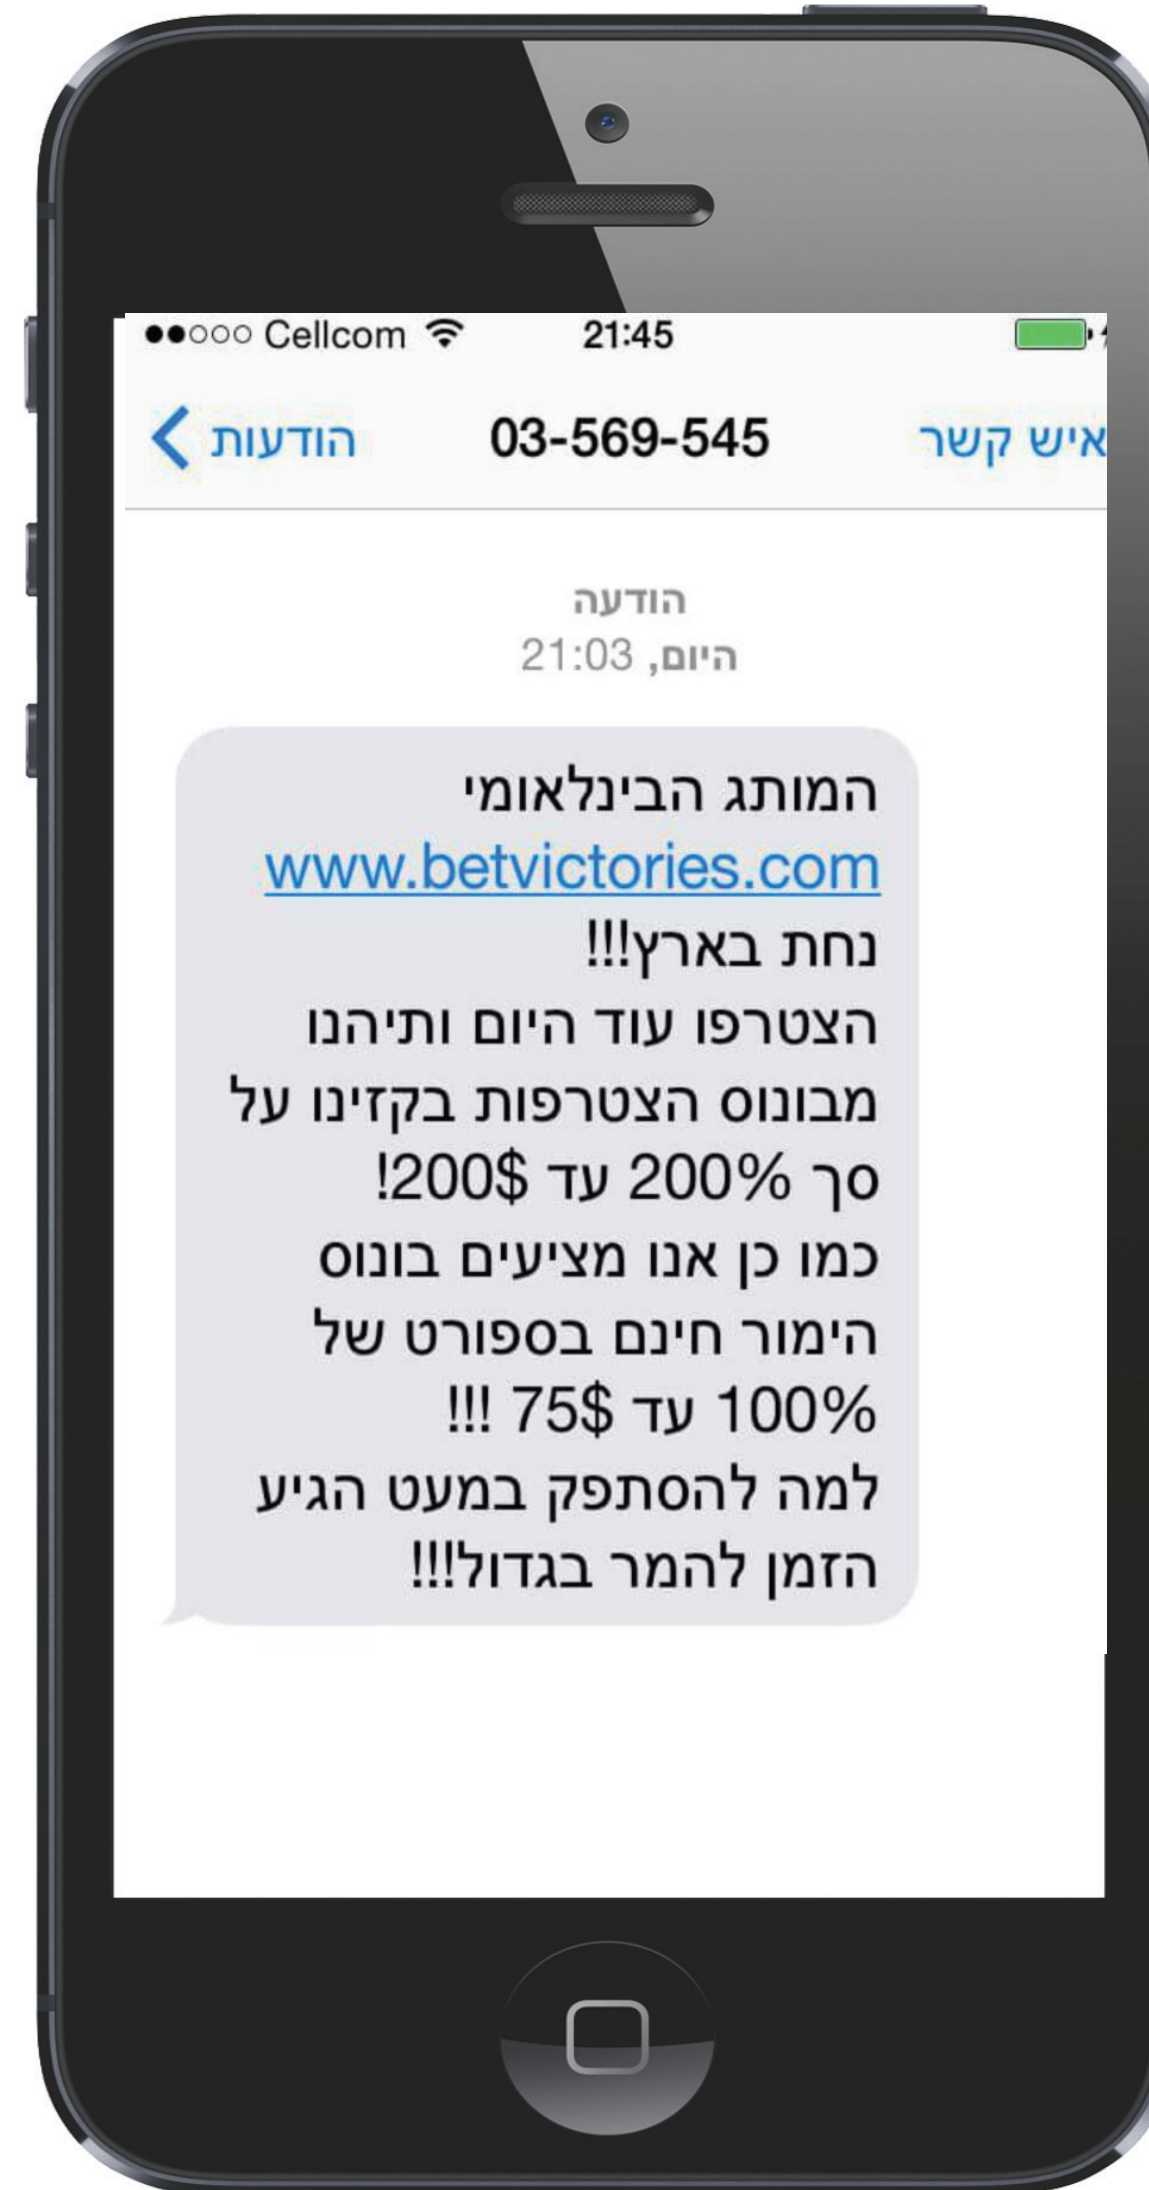 Cellcom 21:45
הודעות 03-569-545 איש קשר
הודעה
היום, 21:03
המותג הבינלאומי
www.betvictories.com
נחת בארץ!!!
הצטרפו עוד היום ותיהנו
מבונוס הצטרפות בקזינו על
סך 200% עד 200$!
כמו כן אנו מציעים בונוס
הימור חינם בספורט של
100% עד 75$ !!!
למה להסתפק במעט הגיע
הזמן להמר בגדול!!!